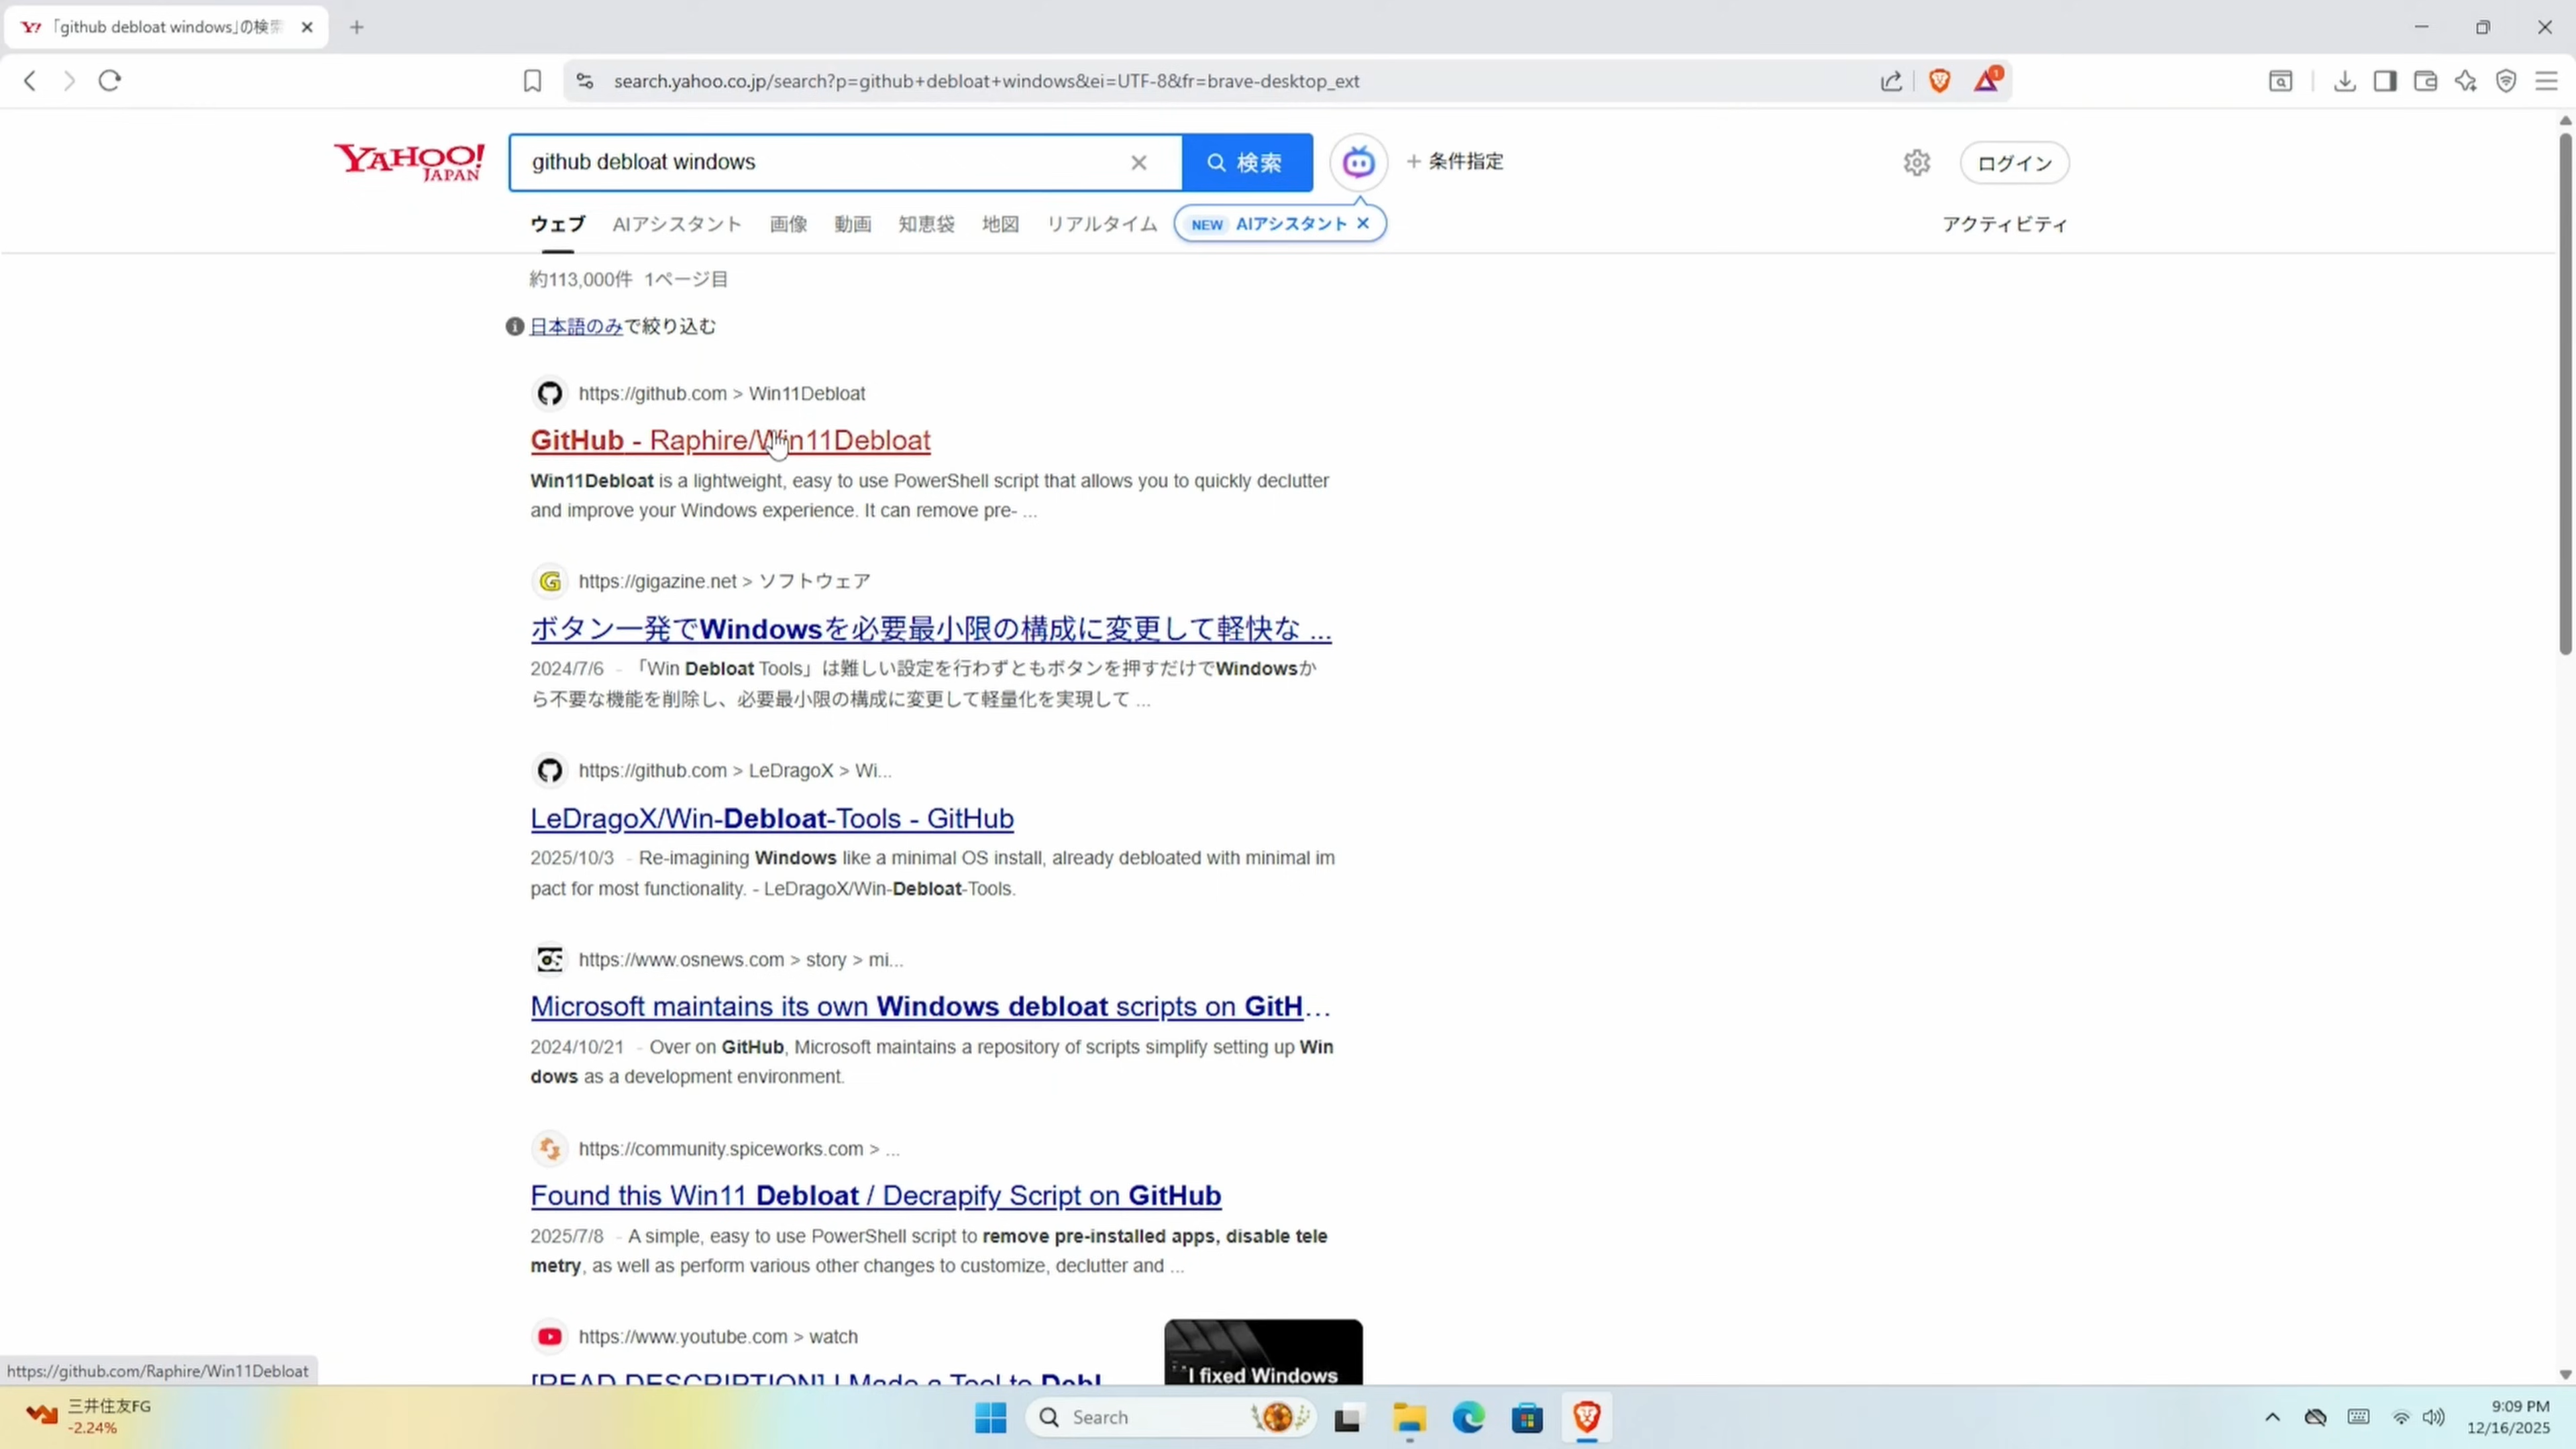 「github debloat windows」の検索
search.yahoo.co.jp/search?p=github+debloat+windows&ei=UTF-8&fr=brave-desktop_ext
1
YAHOO!
JAPAN
github debloat windows
検索
+ 条件指定
ログイン
ウェブ AIアシスタント 画像 動画 知恵袋 地図 リアルタイム NEW AIアシスタント ×
アクティビティ
約113,000件 1ページ目
日本語のみで絞り込む
https://github.com > Win11Debloat
GitHub - Raphire/Win11Debloat
Win11Debloat is a lightweight, easy to use PowerShell script that allows you to quickly declutter
and improve your Windows experience. It can remove pre- ...
https://gigazine.net > ソフトウェア
ボタン一発でWindowsを必要最小限の構成に変更して軽快な ...
2024/7/6 - 「Win Debloat Tools」は難しい設定を行わずともボタンを押すだけでWindowsか
ら不要な機能を削除し、必要最小限の構成に変更して軽量化を実現して ...
https://github.com > LeDragoX > Wi...
LeDragoX/Win-Debloat-Tools - GitHub
2025/10/3 - Re-imagining Windows like a minimal OS install, already debloated with minimal im
pact for most functionality. - LeDragoX/Win-Debloat-Tools.
https://www.osnews.com > story > mi...
Microsoft maintains its own Windows debloat scripts on GitH...
2024/10/21 - Over on GitHub, Microsoft maintains a repository of scripts simplify setting up Win
dows as a development environment.
https://community.spiceworks.com > ...
Found this Win11 Debloat / Decrapify Script on GitHub
2025/7/8 - A simple, easy to use PowerShell script to remove pre-installed apps, disable tele
metry, as well as perform various other changes to customize, declutter and ...
https://www.youtube.com > watch
[READ DESCRIPTION] I Made a Tool to Debl
I fixed Windows
https://github.com/Raphire/Win11Debloat
三井住友FG
-2.24%
Search
9:09 PM
12/16/2025